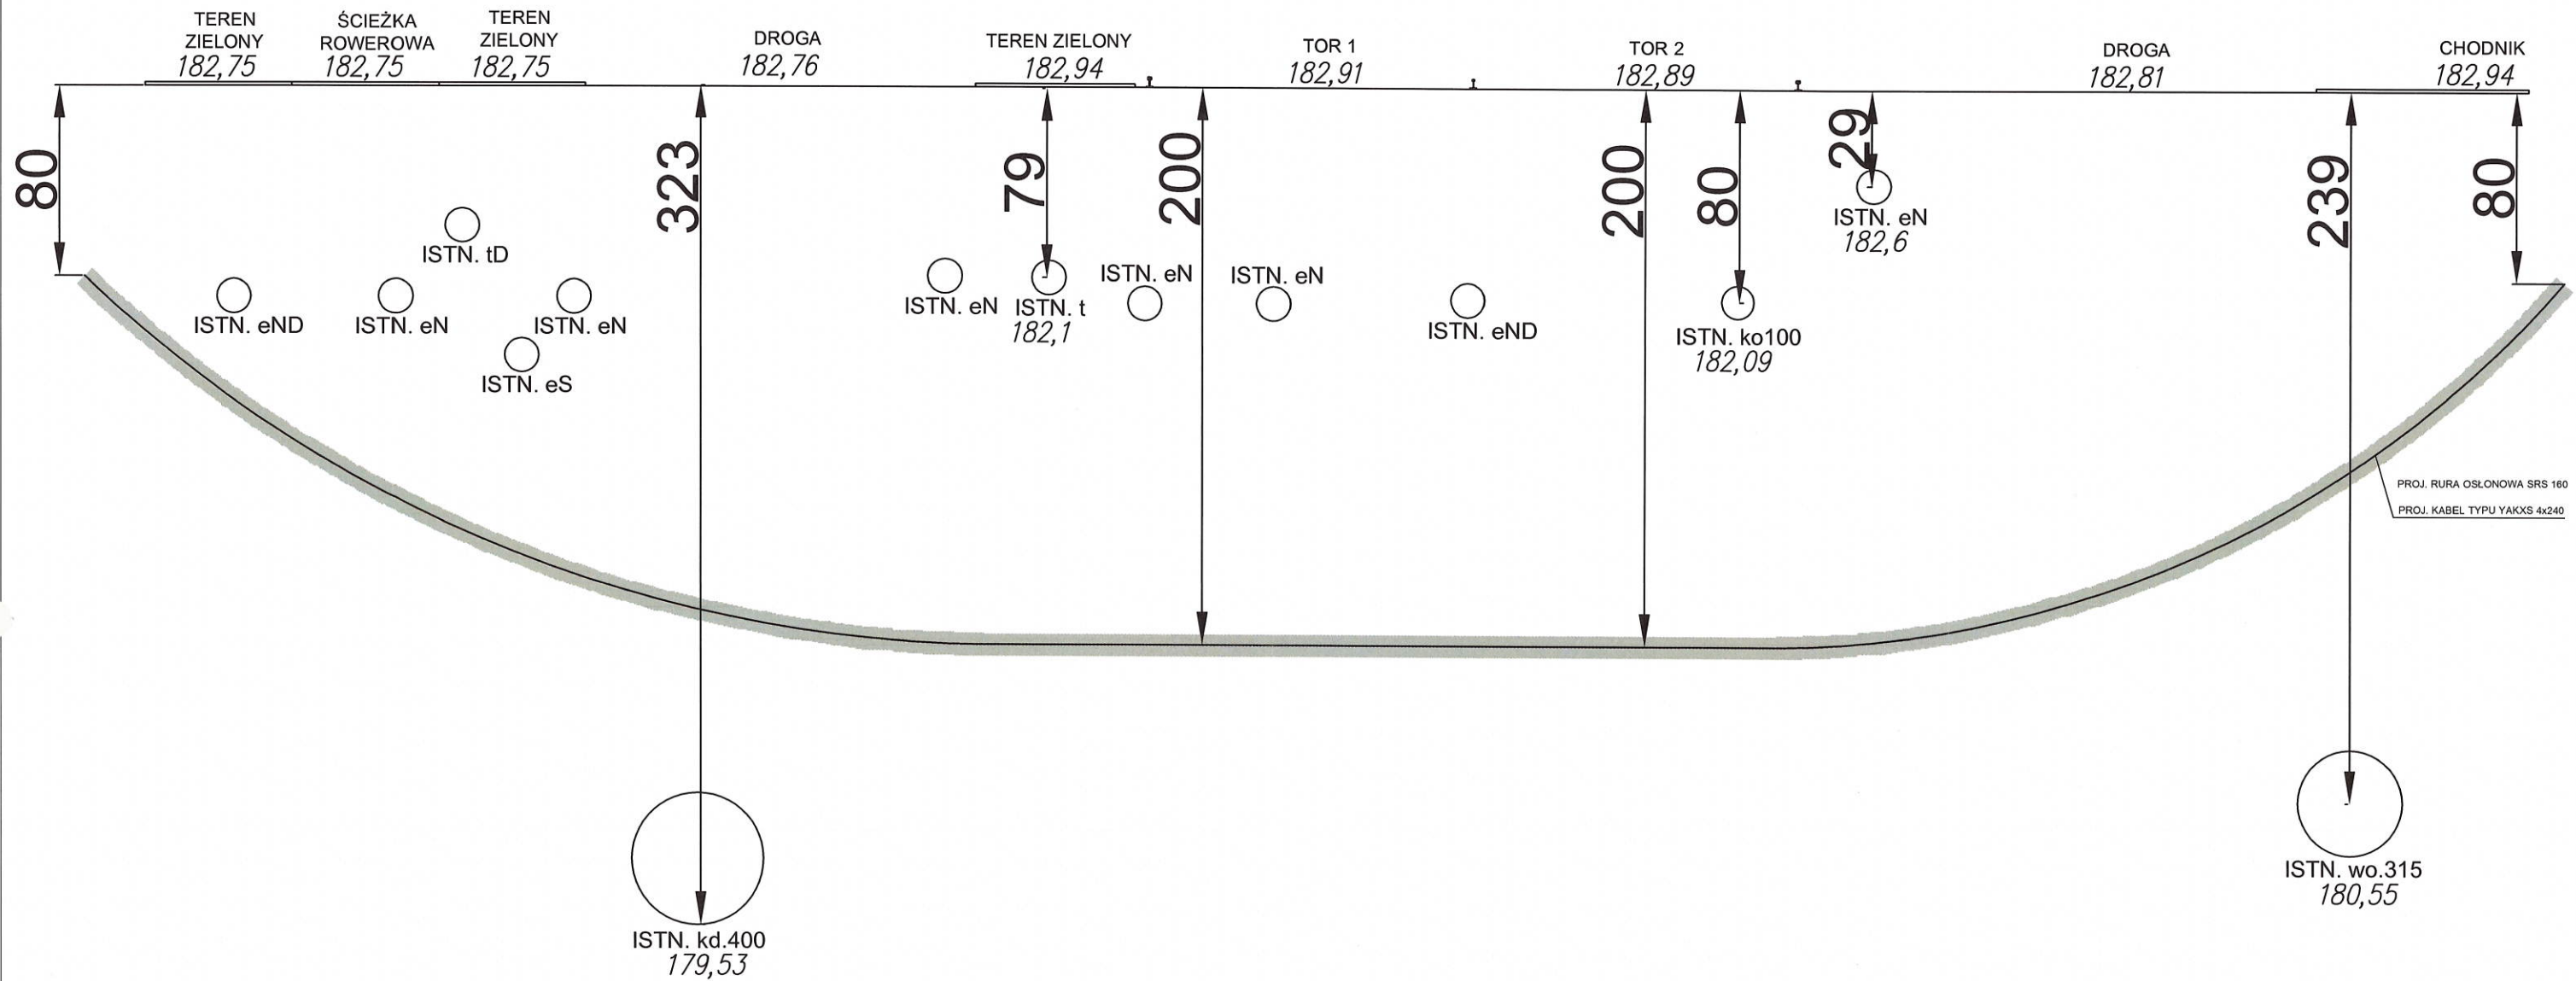 TEREN
ZIELONY
182,75
ŚCIEŻKA
ROWEROWA
182,75
TEREN
ZIELONY
182,75
DROGA
182,76
TEREN ZIELONY
182,94
TOR 1
182,91
TOR 2
182,89
DROGA
182,81
CHODNIK
182,94
80
323
79
200
200
80
29
239
80
ISTN. tD
ISTN. eND
ISTN. eN
ISTN. eN
ISTN. eS
ISTN. eN
ISTN. t
182,1
ISTN. eN
ISTN. eN
ISTN. eND
ISTN. ko100
182,09
ISTN. eN
182,6
PROJ. RURA OSŁONOWA SRS 160
PROJ. KABEL TYPU YAKXS 4x240
ISTN. kd.400
179,53
ISTN. wo.315
180,55